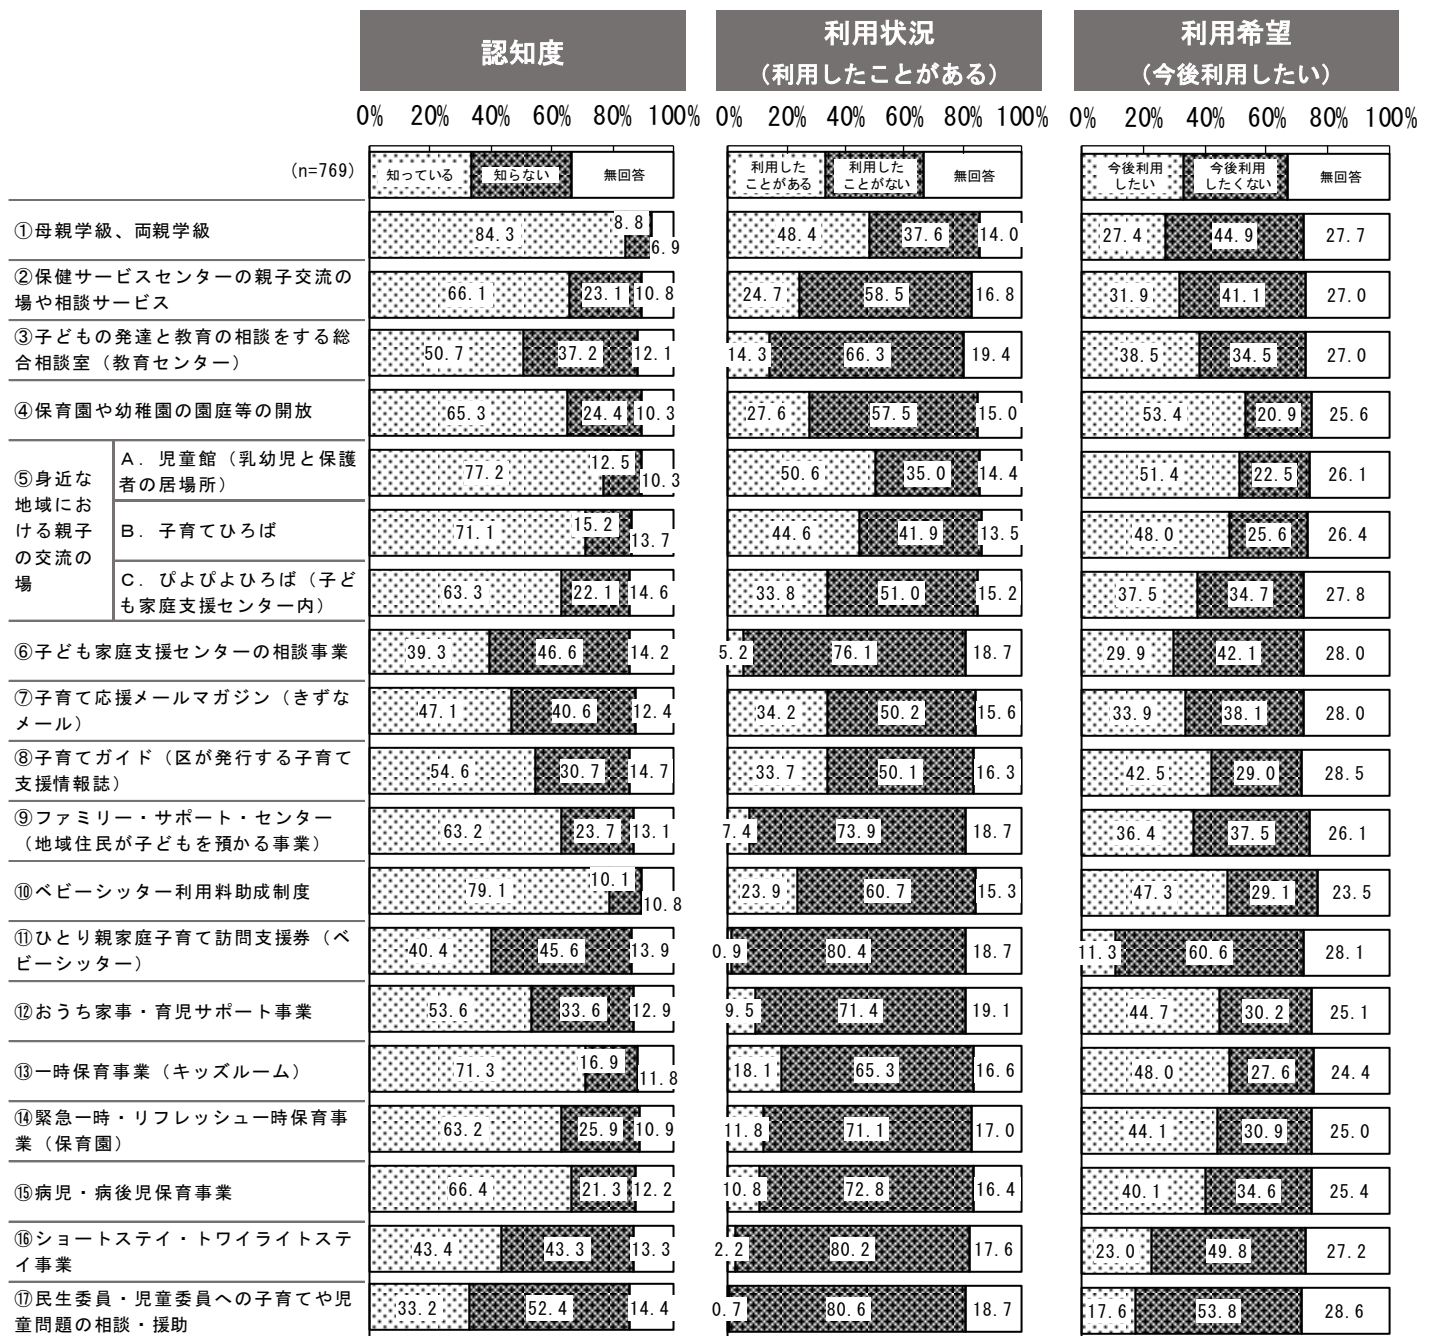 認知度
利用状況
（利用したことがある）
利用希望
（今後利用したい）
0% 20% 40% 60% 80% 100%
0% 20% 40% 60% 80% 100%
0% 20% 40% 60% 80% 100%
(n=769)
知っている 知らない 無回答
利用した
ことがある
利用した
ことがない
無回答
今後利用
したい
今後利用
したくない
無回答
①母親学級、両親学級
84.3 8.8 6.9
48.4 37.6 14.0
27.4 44.9 27.7
②保健サービスセンターの親子交流の
場や相談サービス
66.1 23.1 10.8
24.7 58.5 16.8
31.9 41.1 27.0
③子どもの発達と教育の相談をする総
合相談室（教育センター）
50.7 37.2 12.1
14.3 66.3 19.4
38.5 34.5 27.0
④保育園や幼稚園の園庭等の開放
65.3 24.4 10.3
27.6 57.5 15.0
53.4 20.9 25.6
⑤身近な
地域にお
ける親子
の交流の
場
Ａ．児童館（乳幼児と保護
者の居場所）
77.2 12.5 10.3
50.6 35.0 14.4
51.4 22.5 26.1
Ｂ．子育てひろば
71.1 15.2 13.7
44.6 41.9 13.5
48.0 25.6 26.4
Ｃ．ぴよぴよひろば（子ど
も家庭支援センター内）
63.3 22.1 14.6
33.8 51.0 15.2
37.5 34.7 27.8
⑥子ども家庭支援センターの相談事業
39.3 46.6 14.2
5.2 76.1 18.7
29.9 42.1 28.0
⑦子育て応援メールマガジン（きずな
メール）
47.1 40.6 12.4
34.2 50.2 15.6
33.9 38.1 28.0
⑧子育てガイド（区が発行する子育て
支援情報誌）
54.6 30.7 14.7
33.7 50.1 16.3
42.5 29.0 28.5
⑨ファミリー・サポート・センター
（地域住民が子どもを預かる事業）
63.2 23.7 13.1
7.4 73.9 18.7
36.4 37.5 26.1
⑩ベビーシッター利用料助成制度
79.1 10.1 10.8
23.9 60.7 15.3
47.3 29.1 23.5
⑪ひとり親家庭子育て訪問支援券（ベ
ビーシッター）
40.4 45.6 13.9
0.9 80.4 18.7
11.3 60.6 28.1
⑫おうち家事・育児サポート事業
53.6 33.6 12.9
9.5 71.4 19.1
44.7 30.2 25.1
⑬一時保育事業（キッズルーム）
71.3 16.9 11.8
18.1 65.3 16.6
48.0 27.6 24.4
⑭緊急一時・リフレッシュ一時保育事
業（保育園）
63.2 25.9 10.9
11.8 71.1 17.0
44.1 30.9 25.0
⑮病児・病後児保育事業
66.4 21.3 12.2
10.8 72.8 16.4
40.1 34.6 25.4
⑯ショートステイ・トワイライトステ
イ事業
43.4 43.3 13.3
2.2 80.2 17.6
23.0 49.8 27.2
⑰民生委員・児童委員への子育てや児
童問題の相談・援助
33.2 52.4 14.4
0.7 80.6 18.7
17.6 53.8 28.6